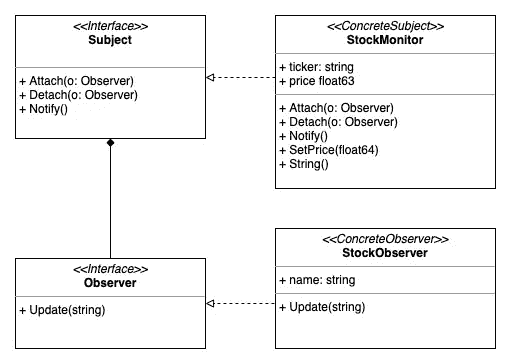 <<Interface>>
Subject
+ Attach(o: Observer)
+ Detach(o: Observer)
+ Notify()
<<ConcreteSubject>>
StockMonitor
+ ticker: string
+ price float63
+ Attach(o: Observer)
+ Detach(o: Observer)
+ Notify()
+ SetPrice(float64)
+ String()
<<Interface>>
Observer
+ Update(string)
<<ConcreteObserver>>
StockObserver
+ name: string
+ Update(string)